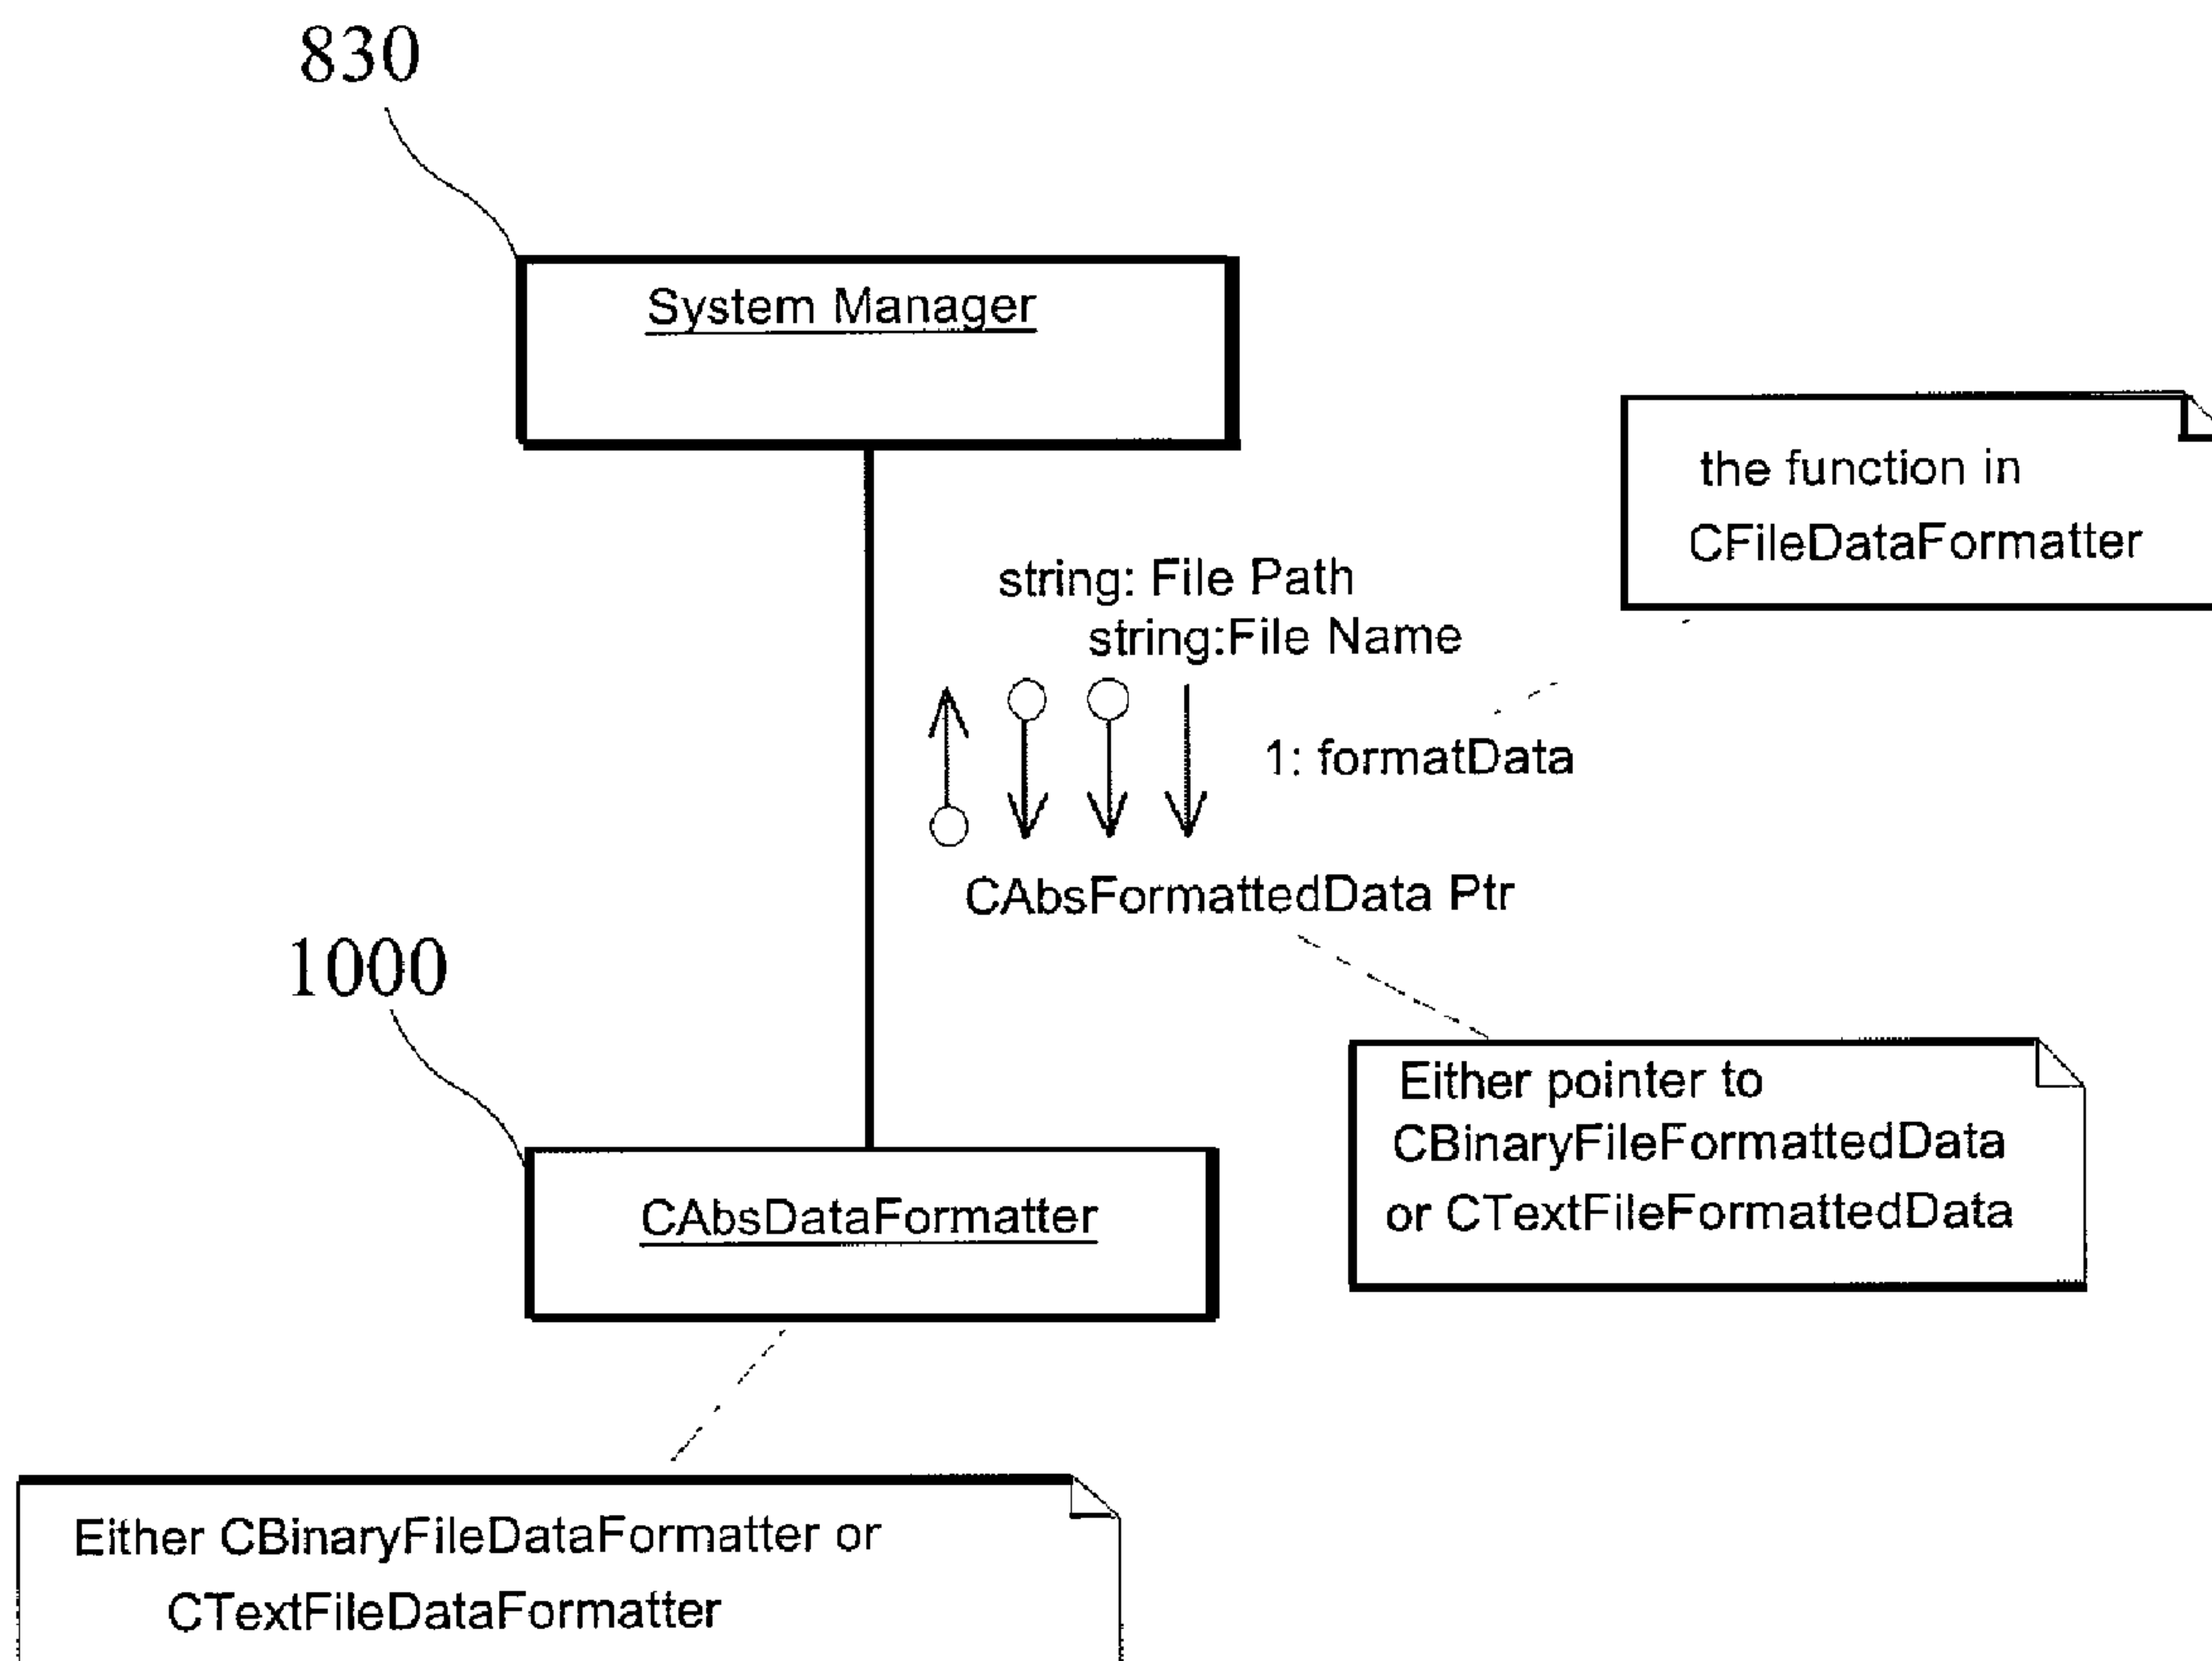 830
System Manager
the function in
CFileDataFormatter
string: File Path
string:File Name
1: formatData
CAbsFormattedData Ptr
1000
Either pointer to
CBinaryFileFormattedData
or CTextFileFormattedData
CAbsDataFormatter
Either CBinaryFileDataFormatter or
CTextFileDataFormatter